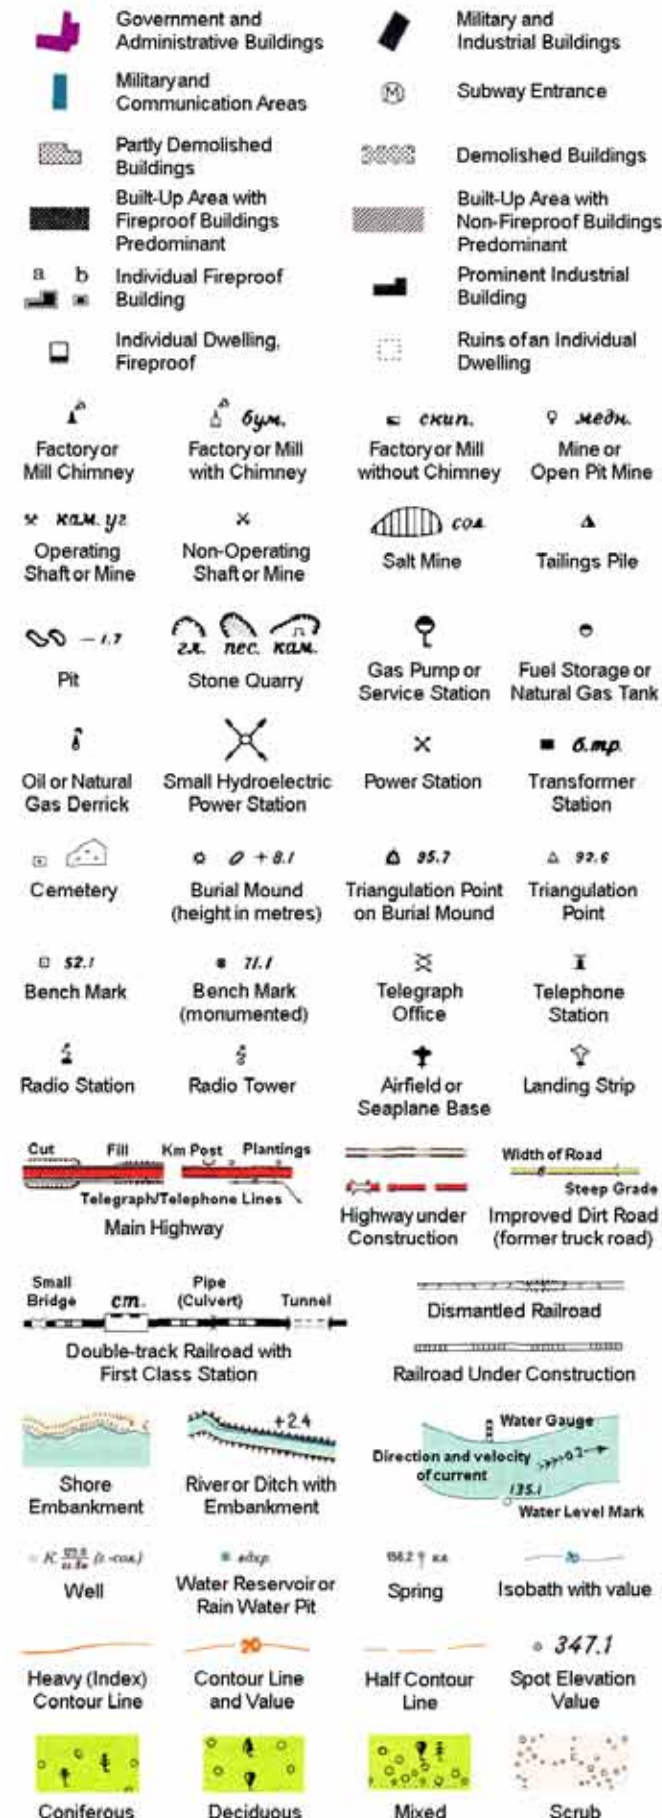 Government and
Administrative Buildings
Military and
Industrial Buildings
Military and
Communication Areas
M
Subway Entrance
Partly Demolished
Buildings
Demolished Buildings
Built-Up Area with
Fireproof Buildings
Predominant
Built-Up Area with
Non-Fireproof Buildings
Predominant
a b
Individual Fireproof
Building
Prominent Industrial
Building
Individual Dwelling,
Fireproof
Ruins of an Individual
Dwelling
Factory or
Mill Chimney
бум.
Factory or Mill
with Chimney
скип.
Factory or Mill
without Chimney
медн.
Mine or
Open Pit Mine
кам. уг
Operating
Shaft or Mine
Non-Operating
Shaft or Mine
сол
Salt Mine
Tailings Pile
-1.7
Pit
гл. пес. кам.
Stone Quarry
Gas Pump or
Service Station
Fuel Storage or
Natural Gas Tank
Oil or Natural
Gas Derrick
Small Hydroelectric
Power Station
Power Station
б.тр.
Transformer
Station
Cemetery
+8.1
Burial Mound
(height in metres)
95.7
Triangulation Point
on Burial Mound
92.6
Triangulation
Point
52.1
Bench Mark
71.1
Bench Mark
(monumented)
Telegraph
Office
Telephone
Station
Radio Station
Radio Tower
Airfield or
Seaplane Base
Landing Strip
Cut Fill Km Post Plantings
Telegraph/Telephone Lines
Main Highway
Highway under
Construction
Width of Road
Steep Grade
Improved Dirt Road
(former truck road)
Small
Bridge
ст.
Pipe
(Culvert)
Tunnel
Double-track Railroad with
First Class Station
Dismantled Railroad
Railroad Under Construction
Shore
Embankment
+2.4
River or Ditch with
Embankment
Water Gauge
Direction and velocity
of current
0.2
135.1
Water Level Mark
К.
(г.-сол.)
Well
вдхр.
Water Reservoir or
Rain Water Pit
156.2 кл.
Spring
Isobath with value
Heavy (Index)
Contour Line
20
Contour Line
and Value
Half Contour
Line
347.1
Spot Elevation
Value
Coniferous
Deciduous
Mixed
Scrub